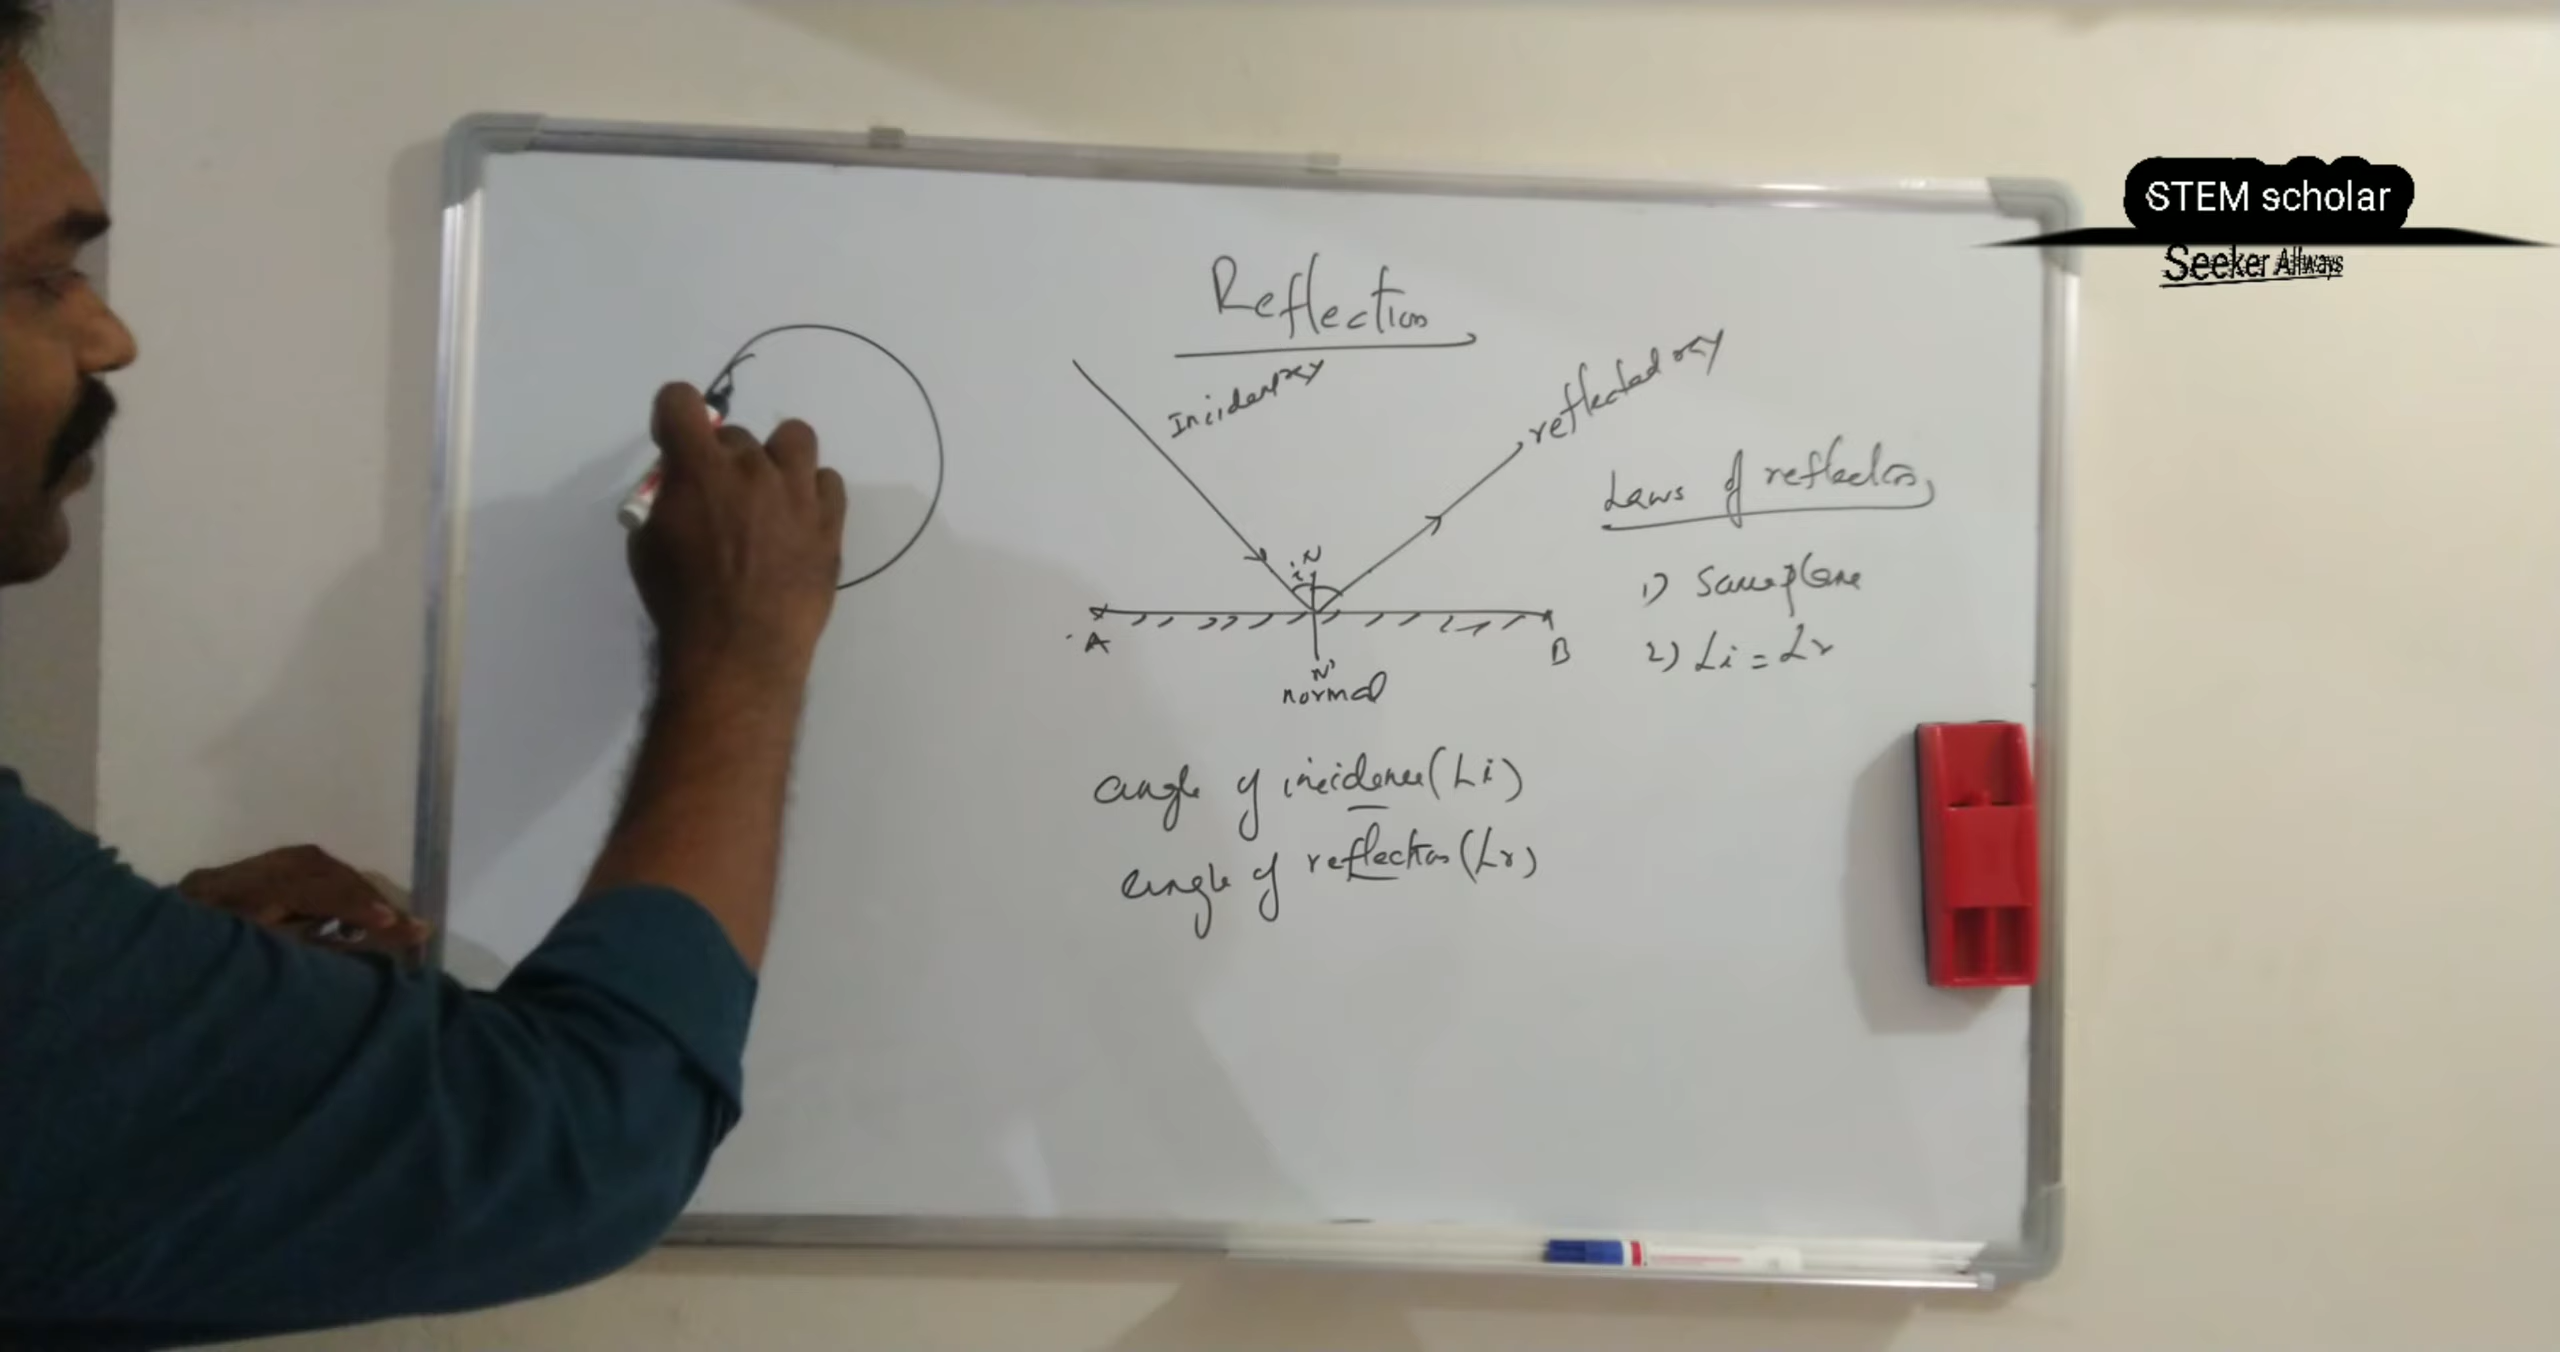 STEM scholar
Seeker Allways
Reflection
Incident ray
reflected ray
Laws of reflection
i
N
1) Same plane
A
B
2) ∠i = ∠r
N'
normal
angle of incidence (∠i)
angle of reflection (∠r)